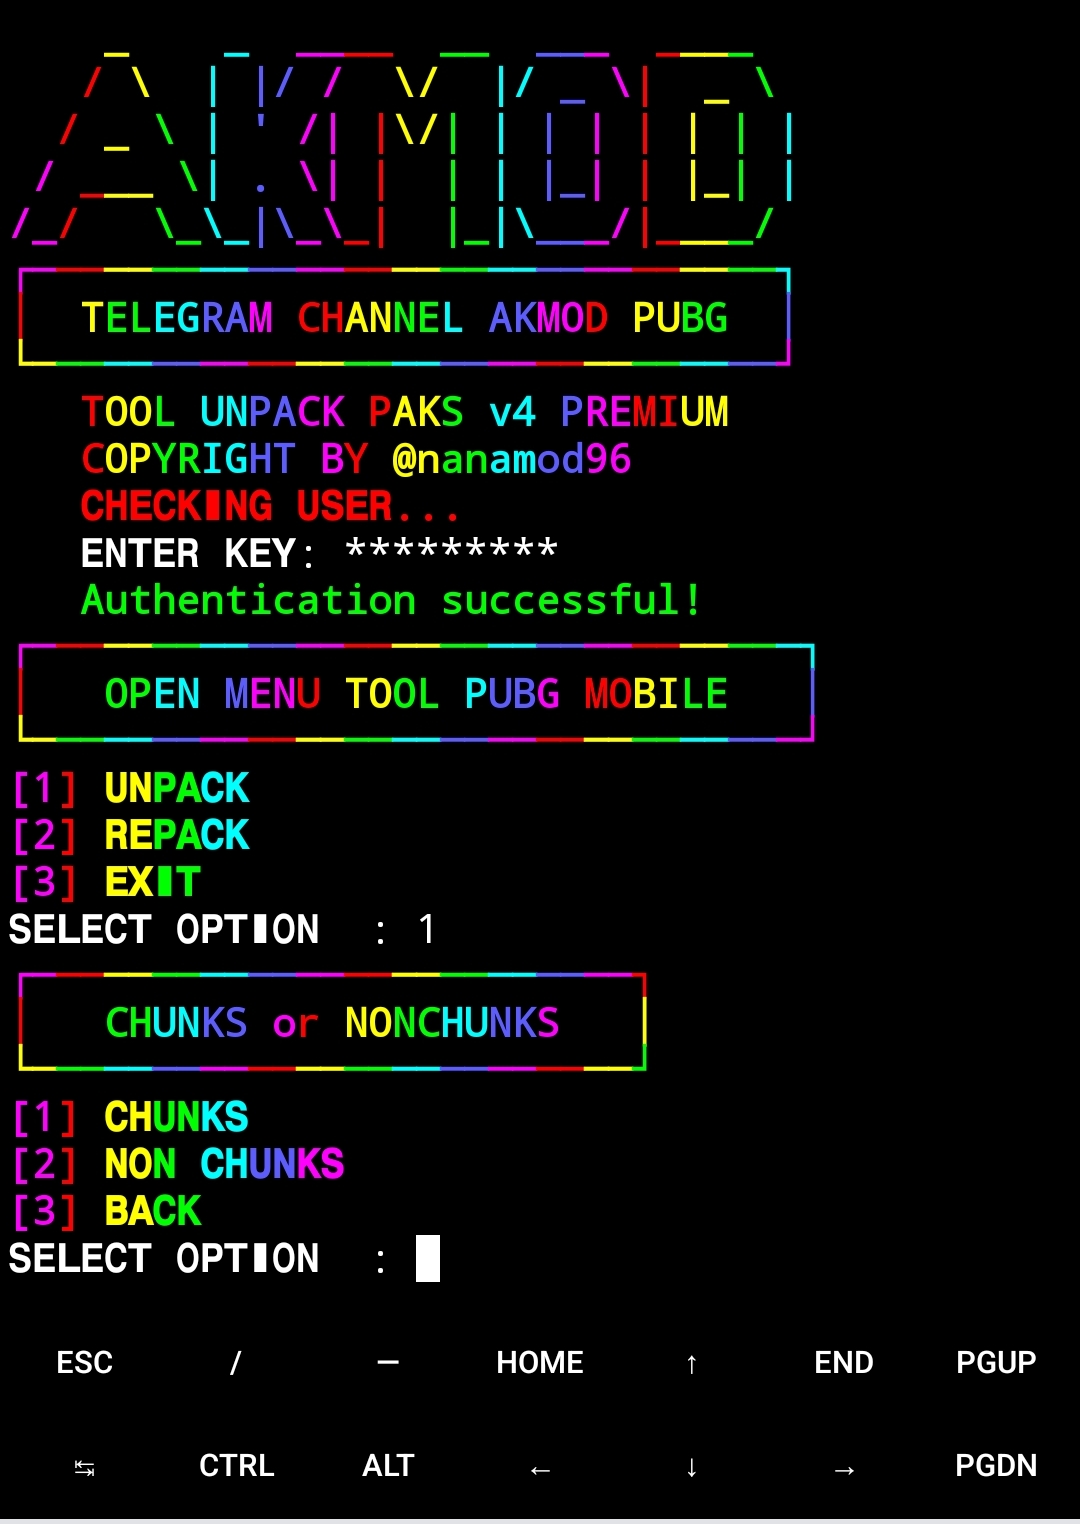 AKMOD
TELEGRAM CHANNEL AKMOD PUBG
TOOL UNPACK PAKS v4 PREMIUM
COPYRIGHT BY @nanamod96
CHECKING USER...
ENTER KEY: *********
Authentication successful!
OPEN MENU TOOL PUBG MOBILE
[1] UNPACK
[2] REPACK
[3] EXIT
SELECT OPTION : 1
CHUNKS or NONCHUNKS
[1] CHUNKS
[2] NON CHUNKS
[3] BACK
SELECT OPTION :
ESC / — HOME ↑ END PGUP
↹ CTRL ALT ← ↓ → PGDN